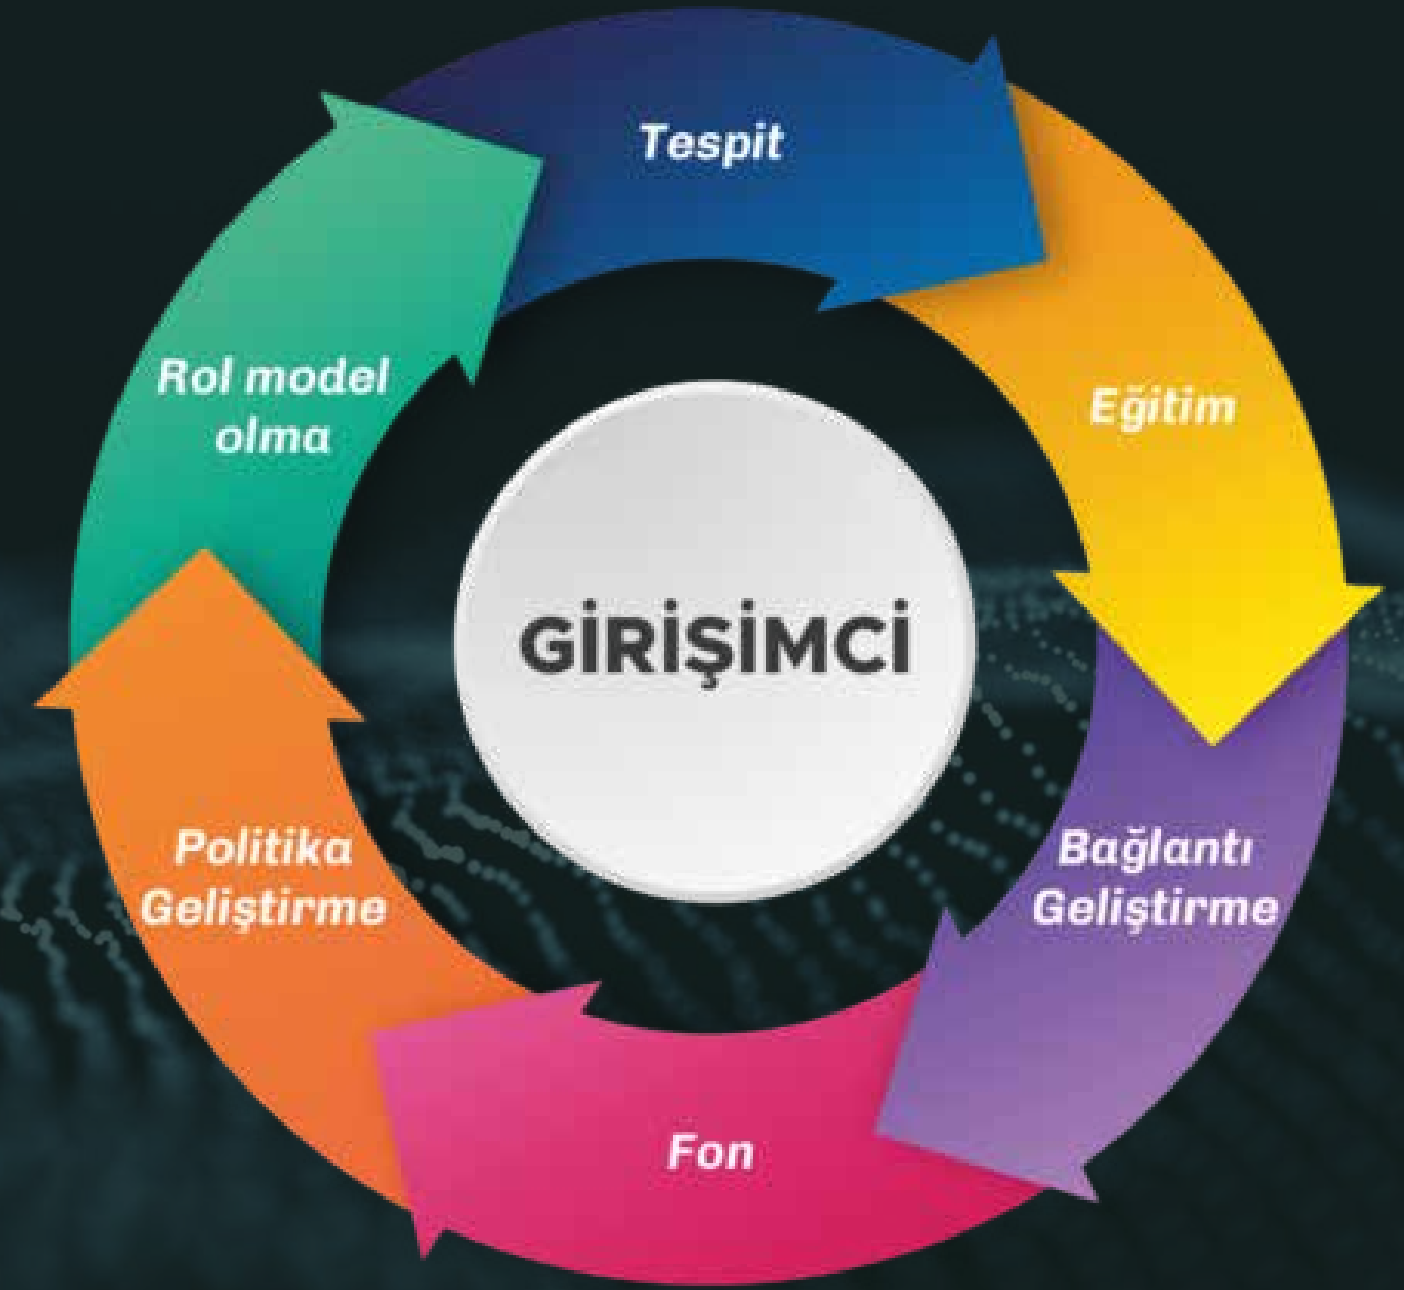 Tespit
Eğitim
Bağlantı
Geliştirme
Fon
Politika
Geliştirme
Rol model
olma
GİRİŞİMCİ